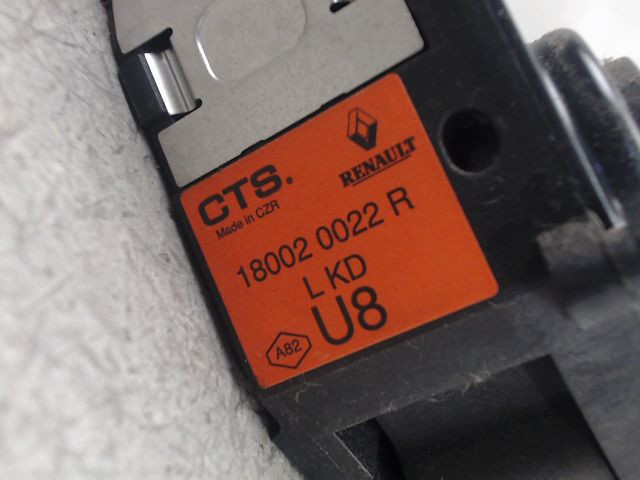 CTS.
RENAULT
Made in CZR
18002 0022 R
L KD
U8
A82